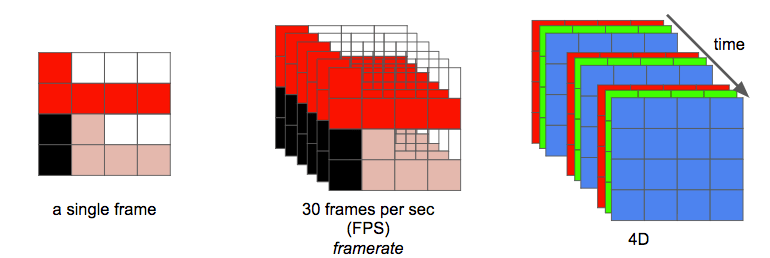 a single frame
30 frames per sec
(FPS)
framerate
time
4D